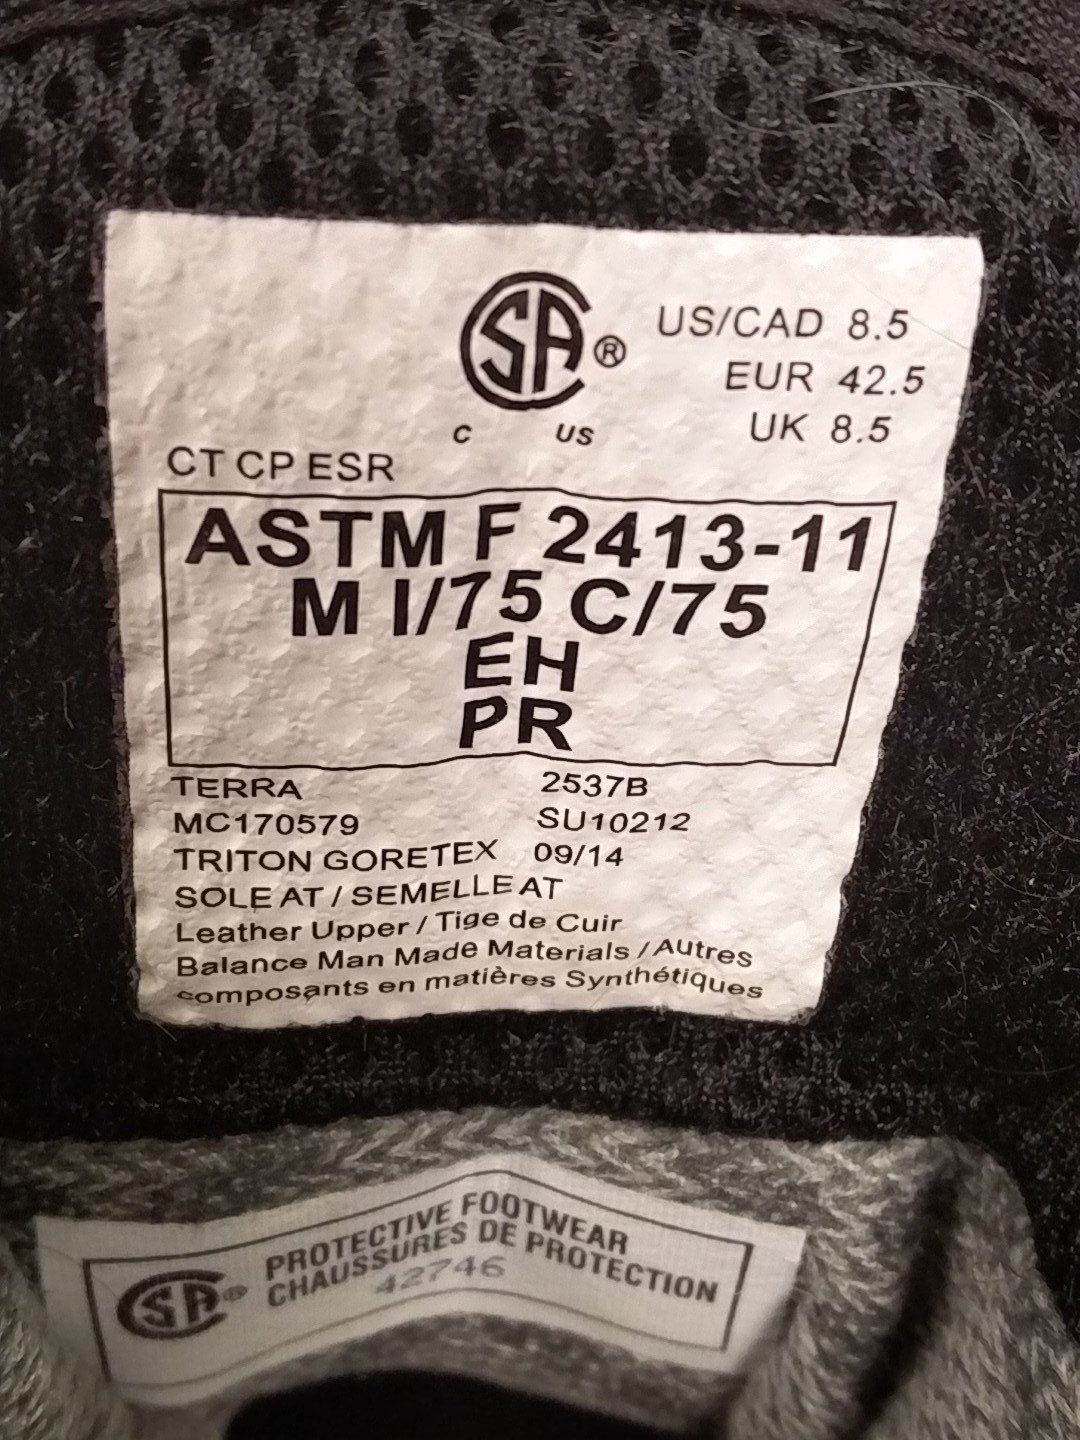 SA®
C US
US/CAD 8.5
EUR 42.5
UK 8.5
CT CP ESR
ASTM F 2413-11
M I/75 C/75
EH
PR
TERRA 2537B
MC170579 SU10212
TRITON GORETEX 09/14
SOLE AT / SEMELLE AT
Leather Upper / Tige de Cuir
Balance Man Made Materials / Autres
composants en matières Synthétiques
SA®
PROTECTIVE FOOTWEAR
CHAUSSURES DE PROTECTION
42746